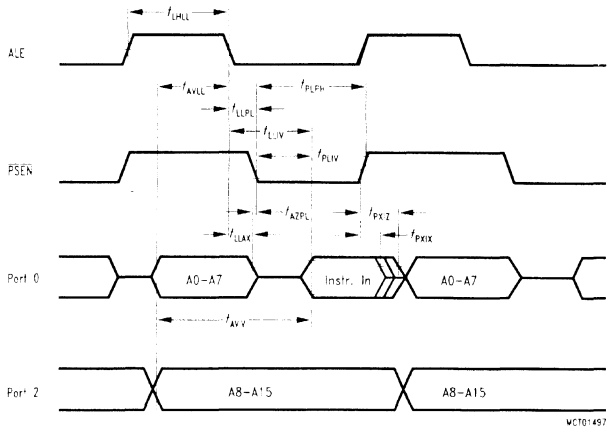 tLHLL
ALE
tAVLL
tPLPH
tLLPL
tLLIV
tPLIV
PSEN
tAZPL
tPXIZ
tLLAX
tPXIX
Port 0
A0-A7
Instr. In
A0-A7
tAVIV
Port 2
A8-A15
A8-A15
MCT01497